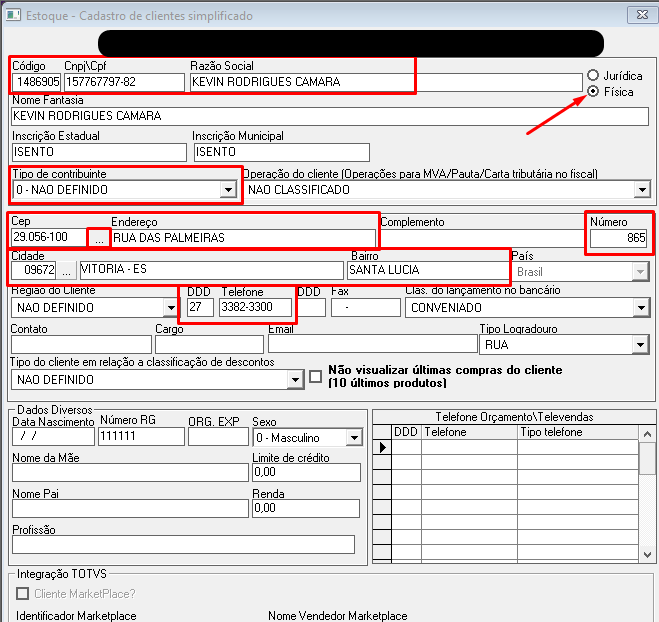 Estoque - Cadastro de clientes simplificado
Código Cnpj\Cpf Razão Social
1486905 157767797-82 KEVIN RODRIGUES CAMARA
Jurídica
Física
Nome Fantasia
KEVIN RODRIGUES CAMARA
Inscrição Estadual Inscrição Municipal
ISENTO ISENTO
Tipo de contribuinte Operação do cliente (Operações para MVA/Pauta/Carta tributária no fiscal)
0 - NAO DEFINIDO NAO CLASSIFICADO
Cep Endereço Complemento Número
29.056-100 ... RUA DAS PALMEIRAS 865
Cidade Bairro País
09672 ... VITORIA - ES SANTA LUCIA Brasil
Região do Cliente DDD Telefone DDD Fax Clas. do lançamento no bancário
NAO DEFINIDO 27 3382-3300 - CONVENIADO
Contato Cargo Email Tipo Logradouro
RUA
Tipo do cliente em relação a classificação de descontos
NAO DEFINIDO
Não visualizar últimas compras do cliente
(10 últimos produtos)
Dados Diversos
Data Nascimento Número RG ORG. EXP Sexo
/ / 111111 0 - Masculino
Nome da Mãe Limite de crédito
0,00
Nome Pai Renda
0,00
Profissão
Telefone Orçamento\Televendas
DDD Telefone Tipo telefone
Integração TOTVS
Cliente MarketPlace?
Identificador Marketplace Nome Vendedor Marketplace